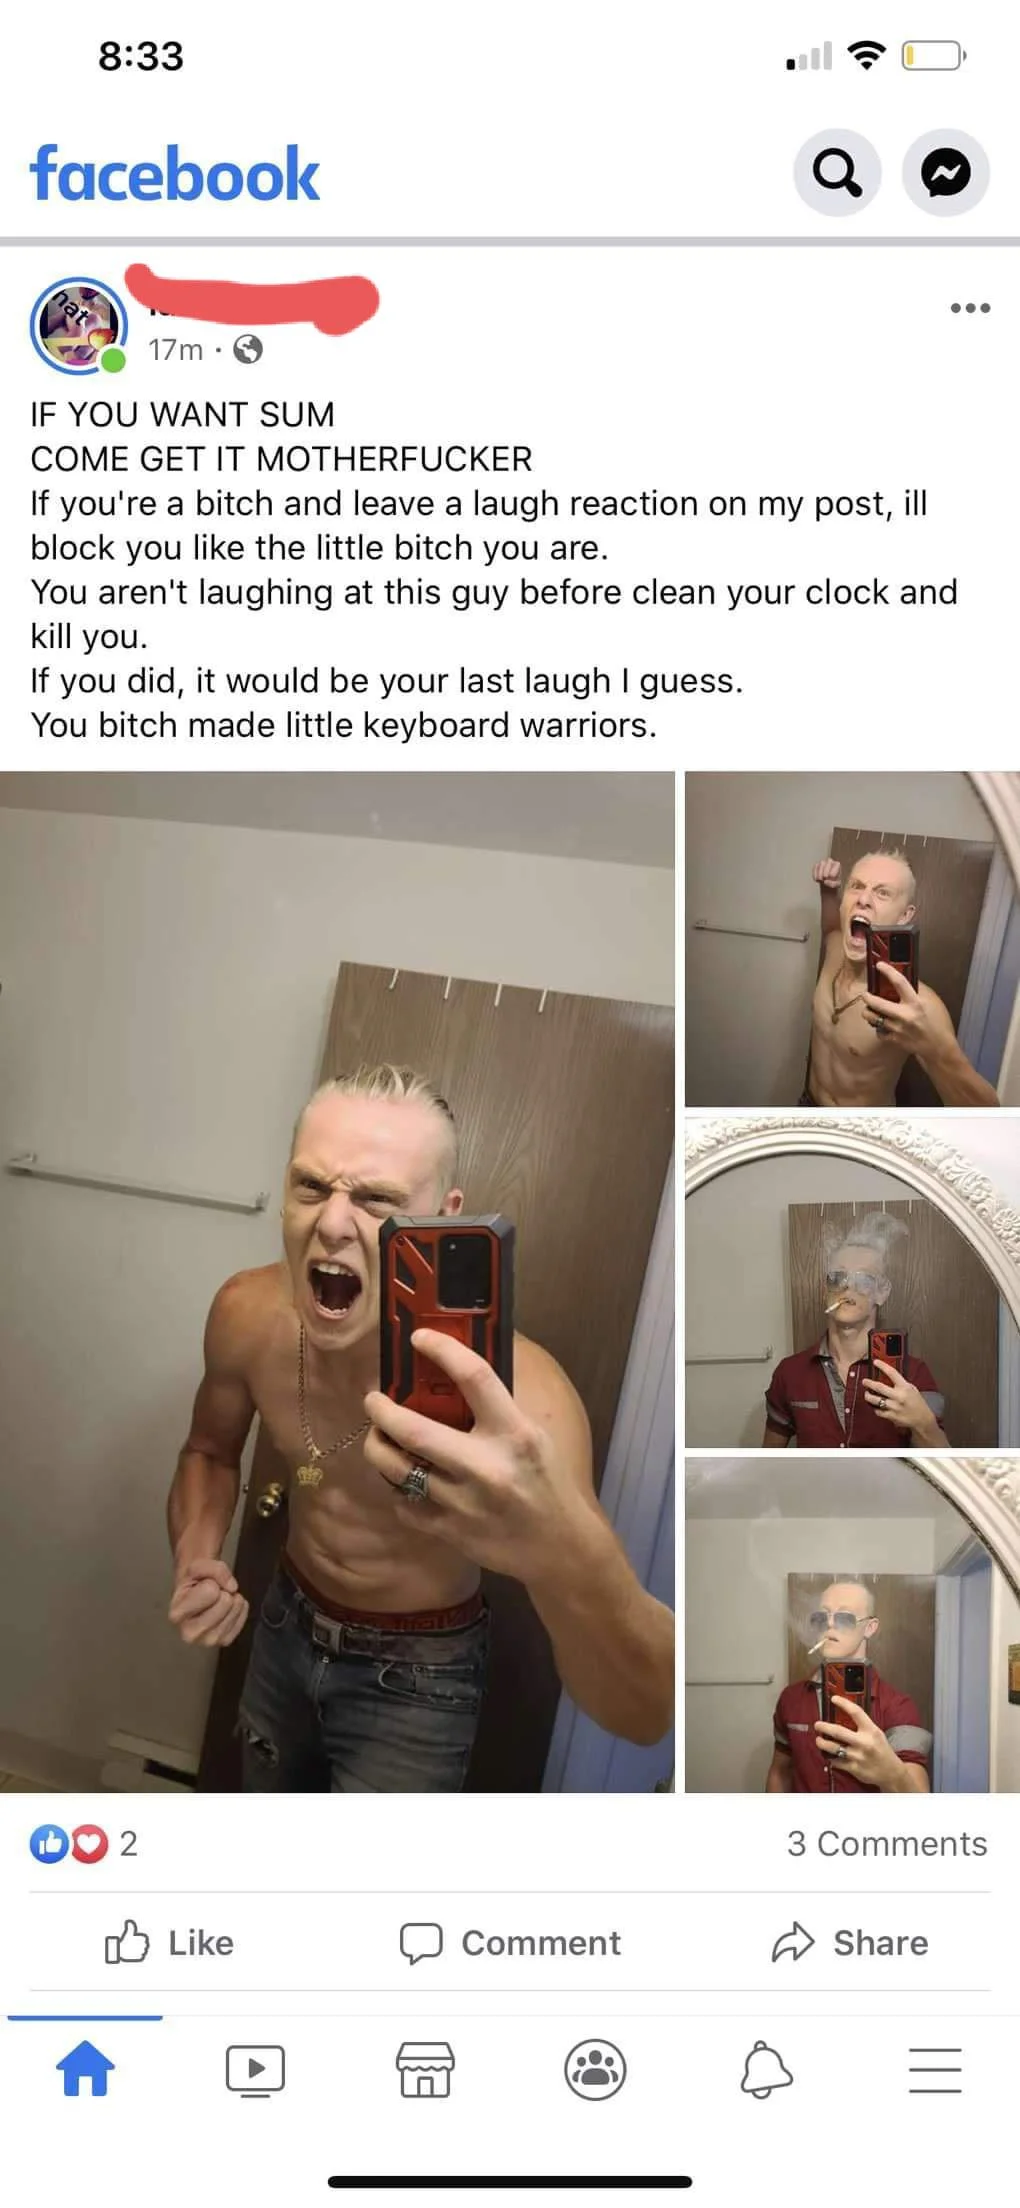 8:33
facebook
hat
17m ·
IF YOU WANT SUM
COME GET IT MOTHERFUCKER
If you're a bitch and leave a laugh reaction on my post, ill
block you like the little bitch you are.
You aren't laughing at this guy before clean your clock and
kill you.
If you did, it would be your last laugh I guess.
You bitch made little keyboard warriors.
2
3 Comments
Like
Comment
Share